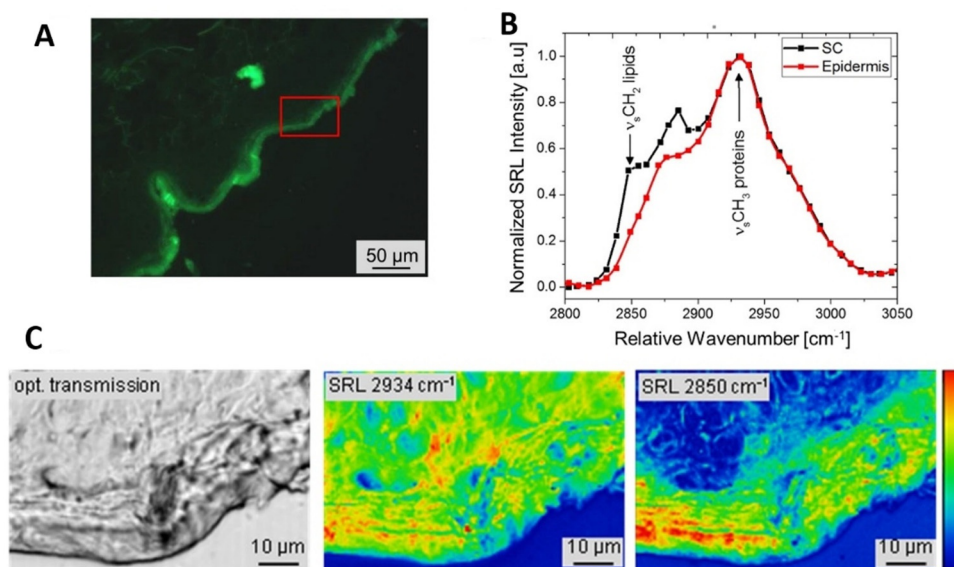 A
50 µm
B
SC
Epidermis
νsCH2 lipids
νsCH3 proteins
Normalized SRL Intensity [a.u]
1.0
0.8
0.6
0.4
0.2
0.0
2800 2850 2900 2950 3000 3050
Relative Wavenumber [cm-1]
C
opt. transmission
10 µm
SRL 2934 cm-1
10 µm
SRL 2850 cm-1
10 µm